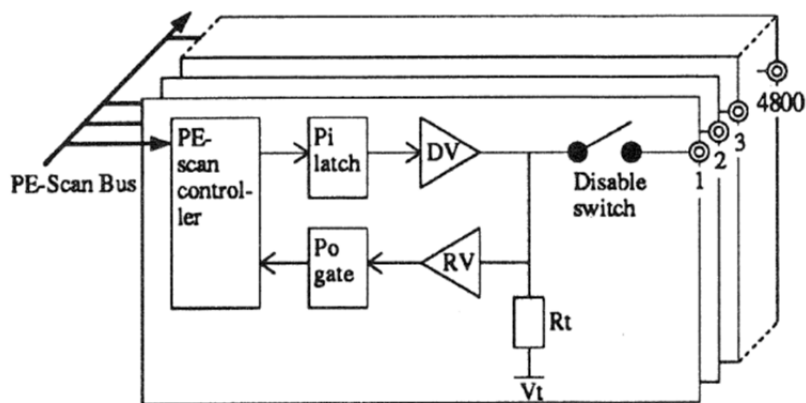 PE-Scan Bus
PE-
scan
control-
ler
Pi
latch
DV
Po
gate
RV
Rt
Vt
Disable
switch
1
2
3
4800